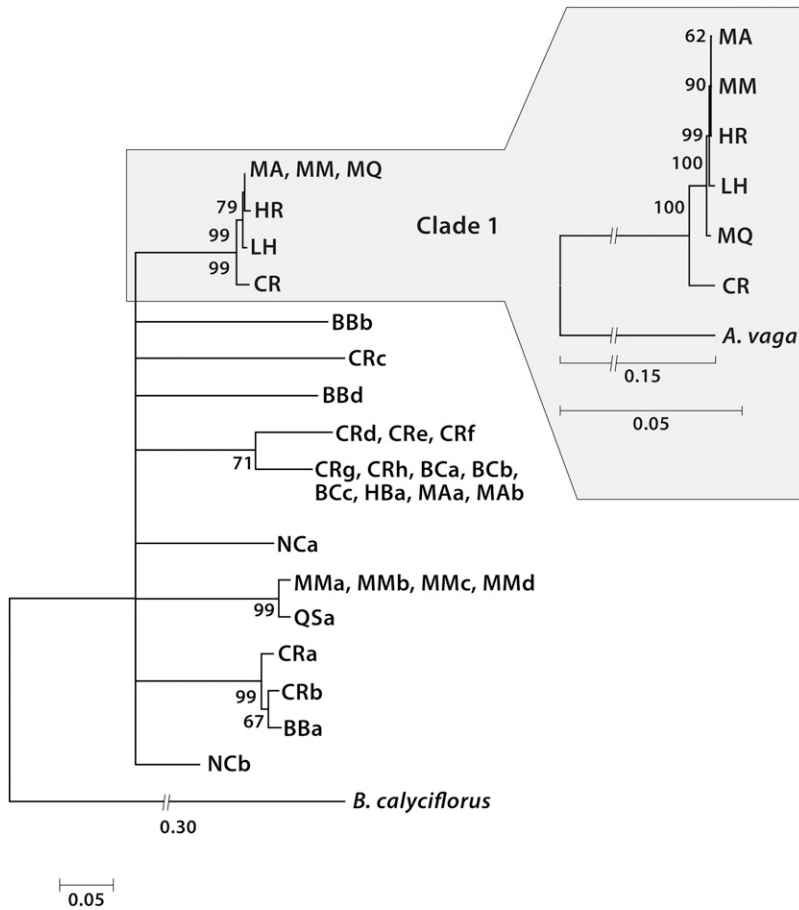 MA, MM, MQ
79
HR
99
LH
99
CR
Clade 1
BBb
CRc
BBd
CRd, CRe, CRf
71
CRg, CRh, BCa, BCb,
BCc, HBa, MAa, MAb
NCa
MMa, MMb, MMc, MMd
99
QSa
CRa
99
CRb
67
BBa
NCb
B. calyciflorus
0.30
0.05
62
MA
90
MM
99
HR
100
LH
100
MQ
CR
A. vaga
0.15
0.05